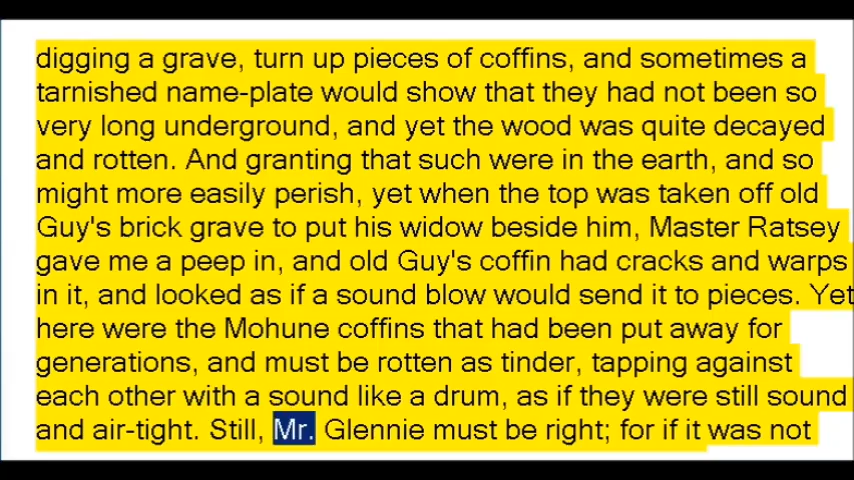 digging a grave, turn up pieces of coffins, and sometimes a
tarnished name-plate would show that they had not been so
very long underground, and yet the wood was quite decayed
and rotten. And granting that such were in the earth, and so
might more easily perish, yet when the top was taken off old
Guy's brick grave to put his widow beside him, Master Ratsey
gave me a peep in, and old Guy's coffin had cracks and warps
in it, and looked as if a sound blow would send it to pieces. Yet
here were the Mohune coffins that had been put away for
generations, and must be rotten as tinder, tapping against
each other with a sound like a drum, as if they were still sound
and air-tight. Still, Mr. Glennie must be right; for if it was not